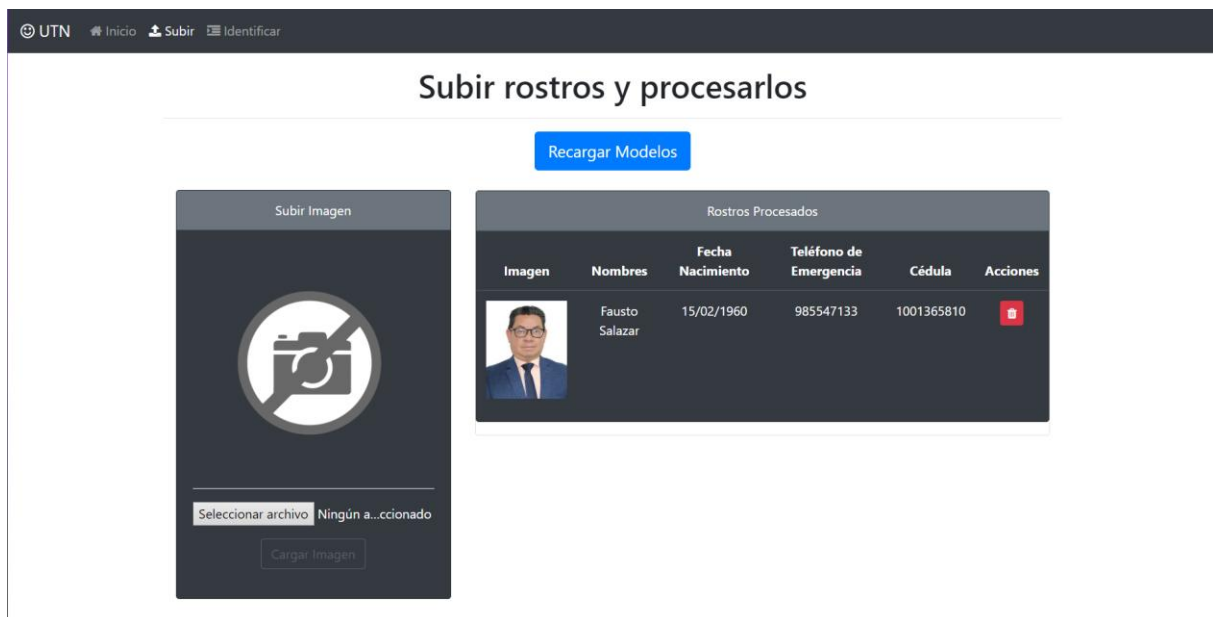 UTN Inicio Subir Identificar
Subir rostros y procesarlos
Recargar Modelos
Subir Imagen
Seleccionar archivo Ningún a...ccionado
Cargar Imagen
Rostros Procesados
Imagen Nombres Fecha Nacimiento Teléfono de Emergencia Cédula Acciones
Fausto Salazar 15/02/1960 985547133 1001365810